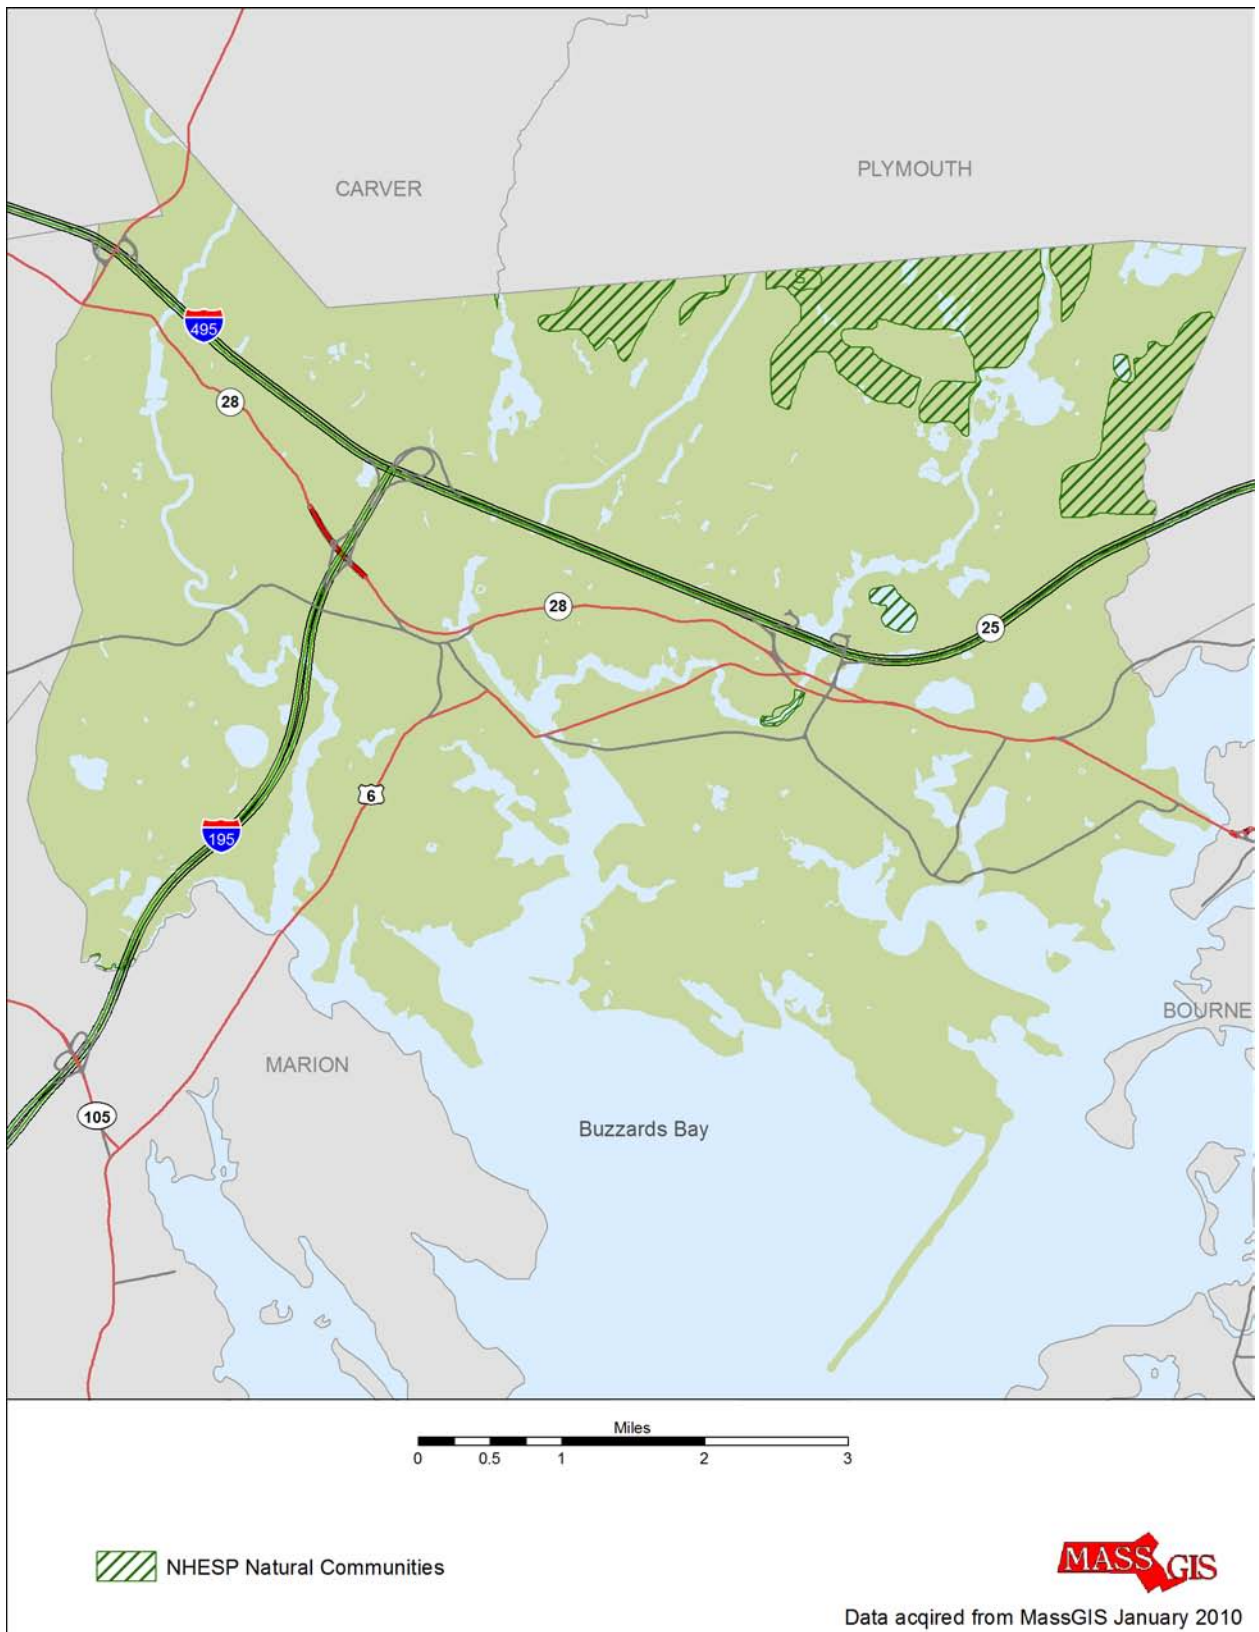 PLYMOUTH
CARVER
495
28
28
25
6
195
BOURNE
MARION
105
Buzzards Bay
Miles
0 0.5 1 2 3
NHESP Natural Communities
MASS GIS
Data acqired from MassGIS January 2010